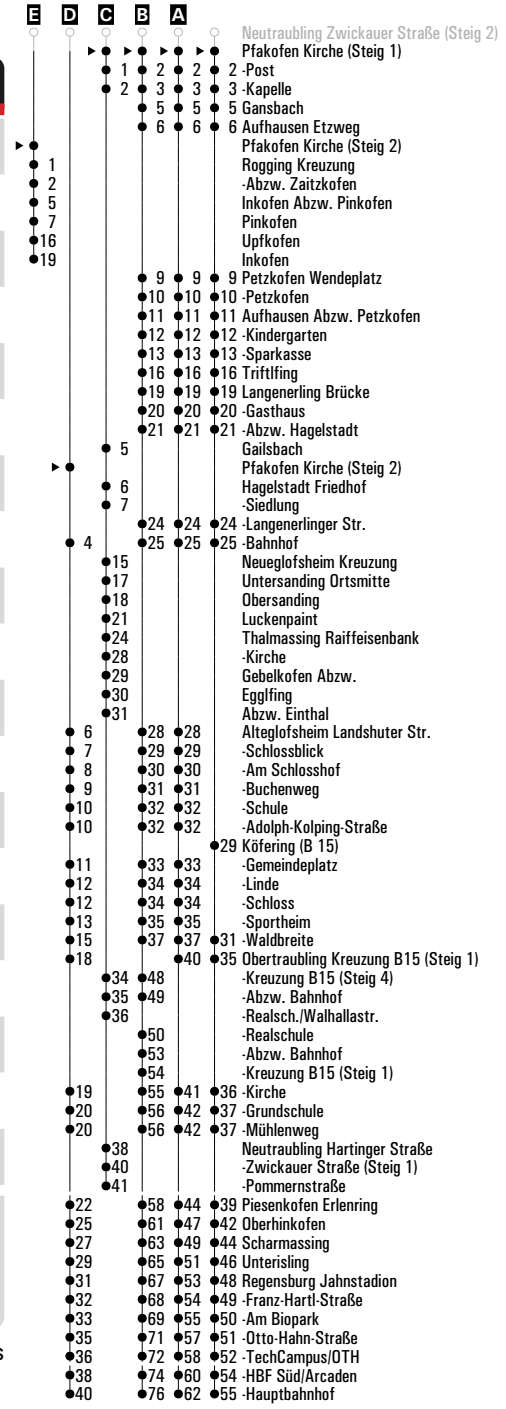 E D C B A
Neutraubling Zwickauer Straße (Steig 2)
Pfakofen Kirche (Steig 1)
1 2 2 2 -Post
2 3 3 3 -Kapelle
5 5 5 Gansbach
6 6 6 Aufhausen Etzweg
Pfakofen Kirche (Steig 2)
1 Rogging Kreuzung
2 -Abzw. Zaitzkofen
5 Inkofen Abzw. Pinkofen
7 Pinkofen
16 Upfkofen
19 Inkofen
9 9 9 Petzkofen Wendeplatz
10 10 10 -Petzkofen
11 11 11 Aufhausen Abzw. Petzkofen
12 12 12 -Kindergarten
13 13 13 -Sparkasse
16 16 16 Triftlfing
19 19 19 Langenerling Brücke
20 20 20 -Gasthaus
21 21 21 -Abzw. Hagelstadt
5 Gailsbach
Pfakofen Kirche (Steig 2)
6 Hagelstadt Friedhof
7 -Siedlung
24 24 24 -Langenerlinger Str.
4 25 25 25 -Bahnhof
15 Neueglofsheim Kreuzung
17 Untersanding Ortsmitte
18 Obersanding
21 Luckenpaint
24 Thalmassing Raiffeisenbank
28 -Kirche
29 Gebelkofen Abzw.
30 Egglfing
31 Abzw. Einthal
6 28 28 Alteglofsheim Landshuter Str.
7 29 29 -Schlossblick
8 30 30 -Am Schlosshof
9 31 31 -Buchenweg
10 32 32 -Schule
10 32 32 -Adolph-Kolping-Straße
29 Köfering (B 15)
11 33 33 -Gemeindeplatz
12 34 34 -Linde
12 34 34 -Schloss
13 35 35 -Sportheim
15 37 37 31 -Waldbreite
18 40 35 Obertraubling Kreuzung B15 (Steig 1)
34 48 -Kreuzung B15 (Steig 4)
35 49 -Abzw. Bahnhof
36 -Realsch./Walhallastr.
50 -Realschule
53 -Abzw. Bahnhof
54 -Kreuzung B15 (Steig 1)
19 55 41 36 -Kirche
20 56 42 37 -Grundschule
20 56 42 37 -Mühlenweg
38 Neutraubling Hartinger Straße
40 -Zwickauer Straße (Steig 1)
41 -Pommernstraße
22 58 44 39 Piesenkofen Erlenring
25 61 47 42 Oberhinkofen
27 63 49 44 Scharmassing
29 65 51 46 Unterisling
31 67 53 48 Regensburg Jahnstadion
32 68 54 49 -Franz-Hartl-Straße
33 69 55 50 -Am Biopark
35 71 57 51 -Otto-Hahn-Straße
s
36 72 58 52 -TechCampus/OTH
38 74 60 54 -HBF Süd/Arcaden
40 76 62 55 -Hauptbahnhof